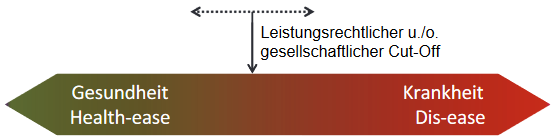 Leistungsrechtlicher u./o.
gesellschaftlicher Cut-Off
Gesundheit
Health-ease
Krankheit
Dis-ease